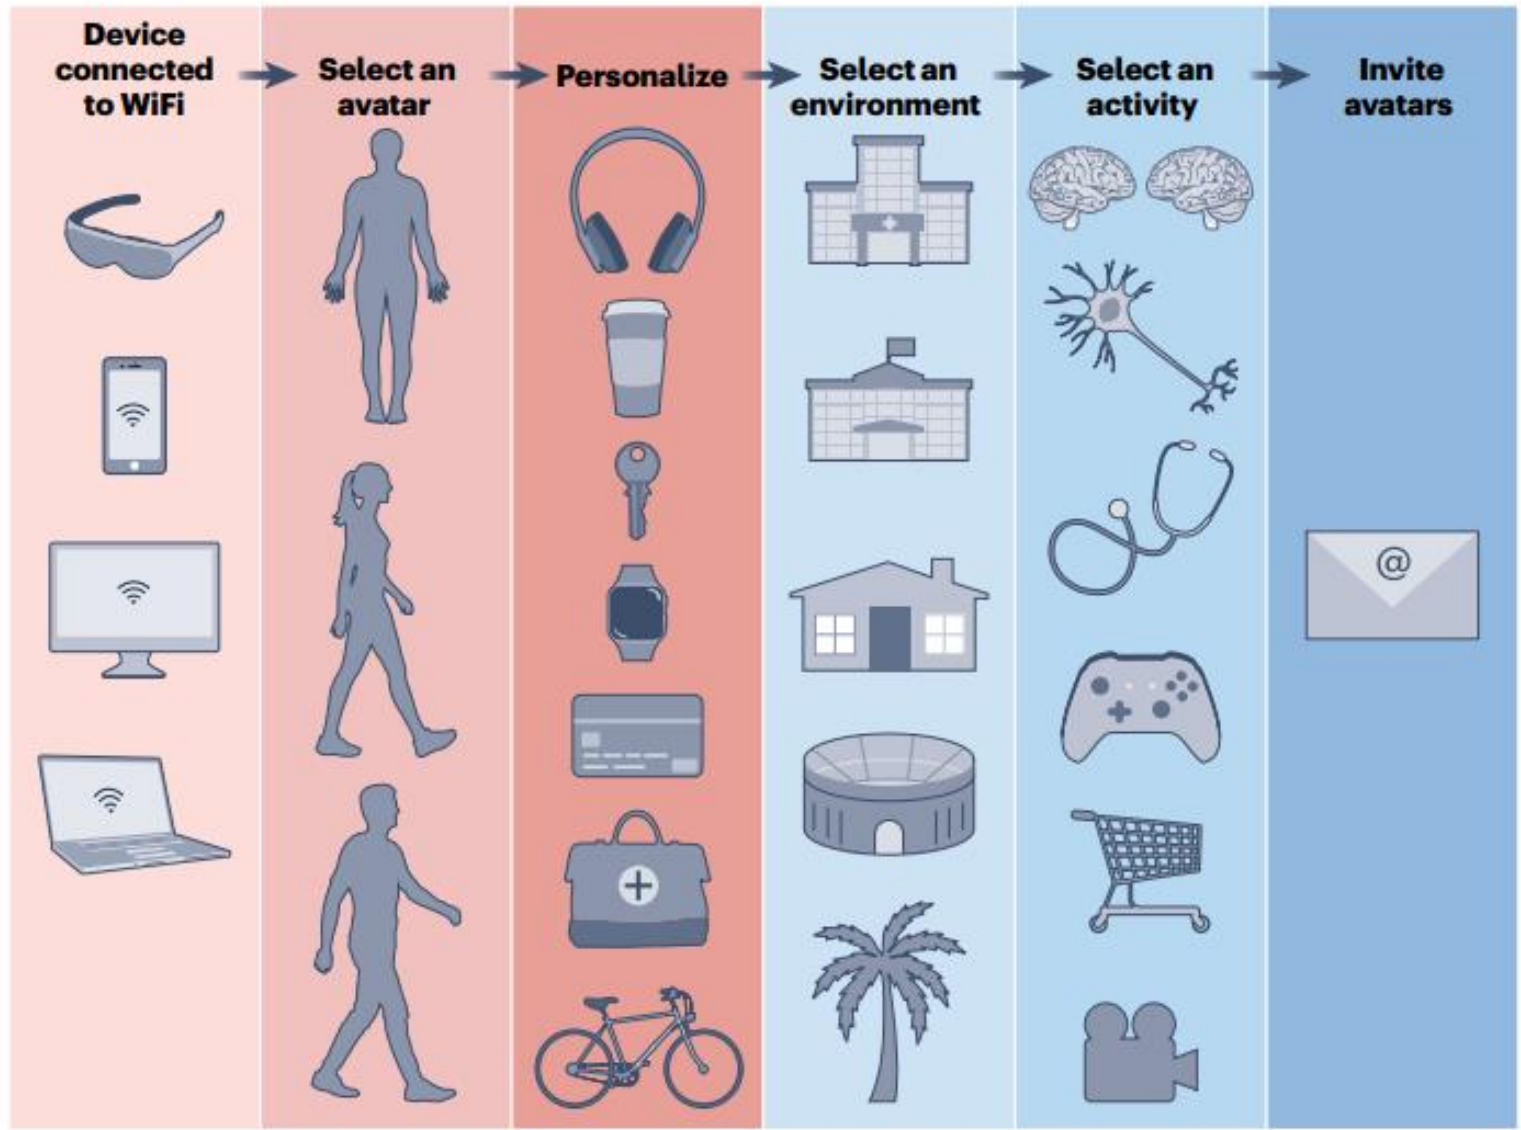 Device
connected
to WiFi
Select an
avatar
Personalize
Select an
environment
Select an
activity
Invite
avatars
@